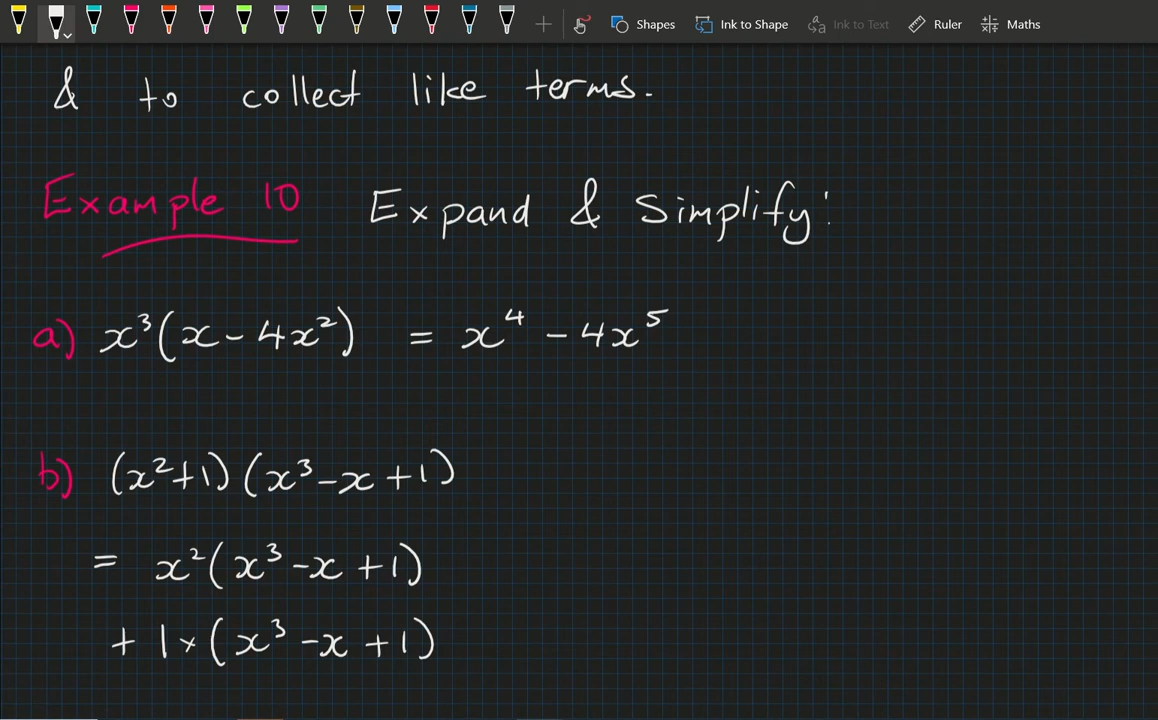 Shapes Ink to Shape Ink to Text Ruler Maths
& to collect like terms.
Example 10 Expand & Simplify:
a) x³(x - 4x²) = x⁴ - 4x⁵
b) (x²+1)(x³-x+1)
= x²(x³-x+1)
+ 1×(x³-x+1)